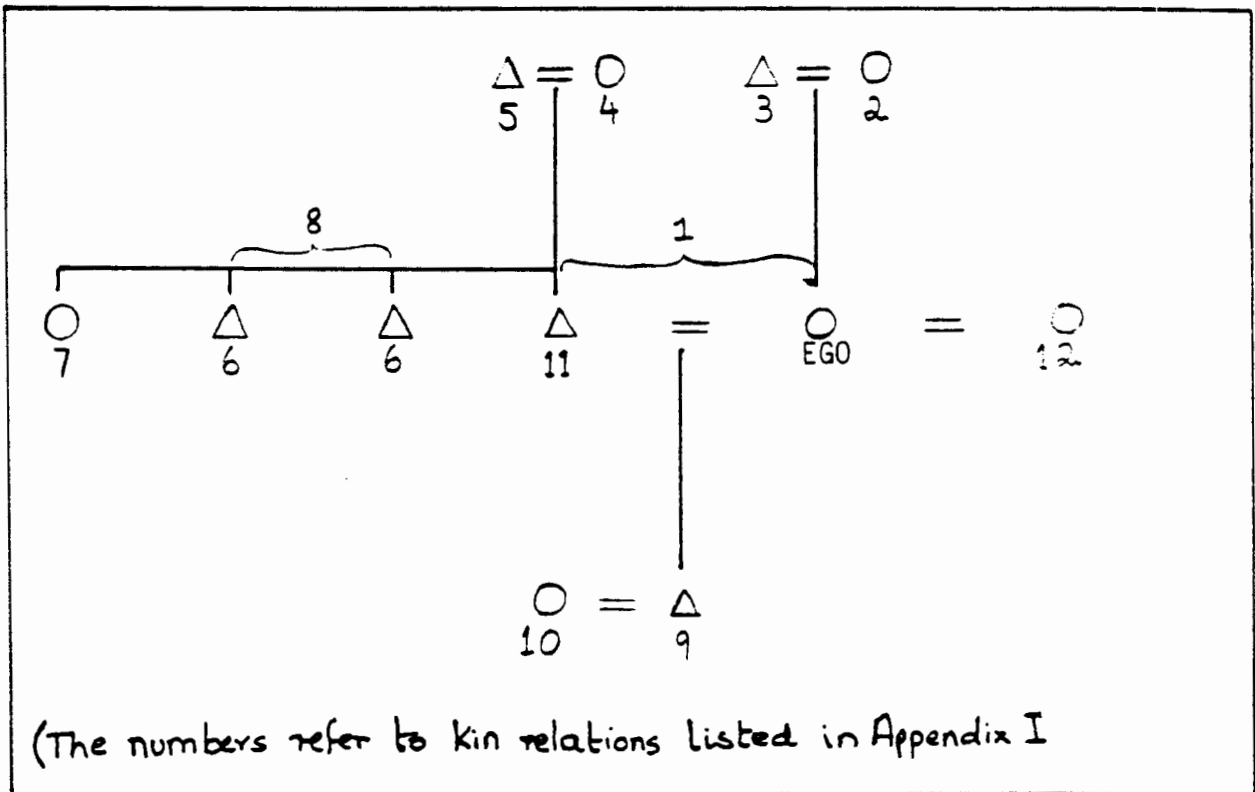 5 4 3 2
8 1
7 6 6 11 EGO 12
10 9
(The numbers refer to kin relations listed in Appendix I